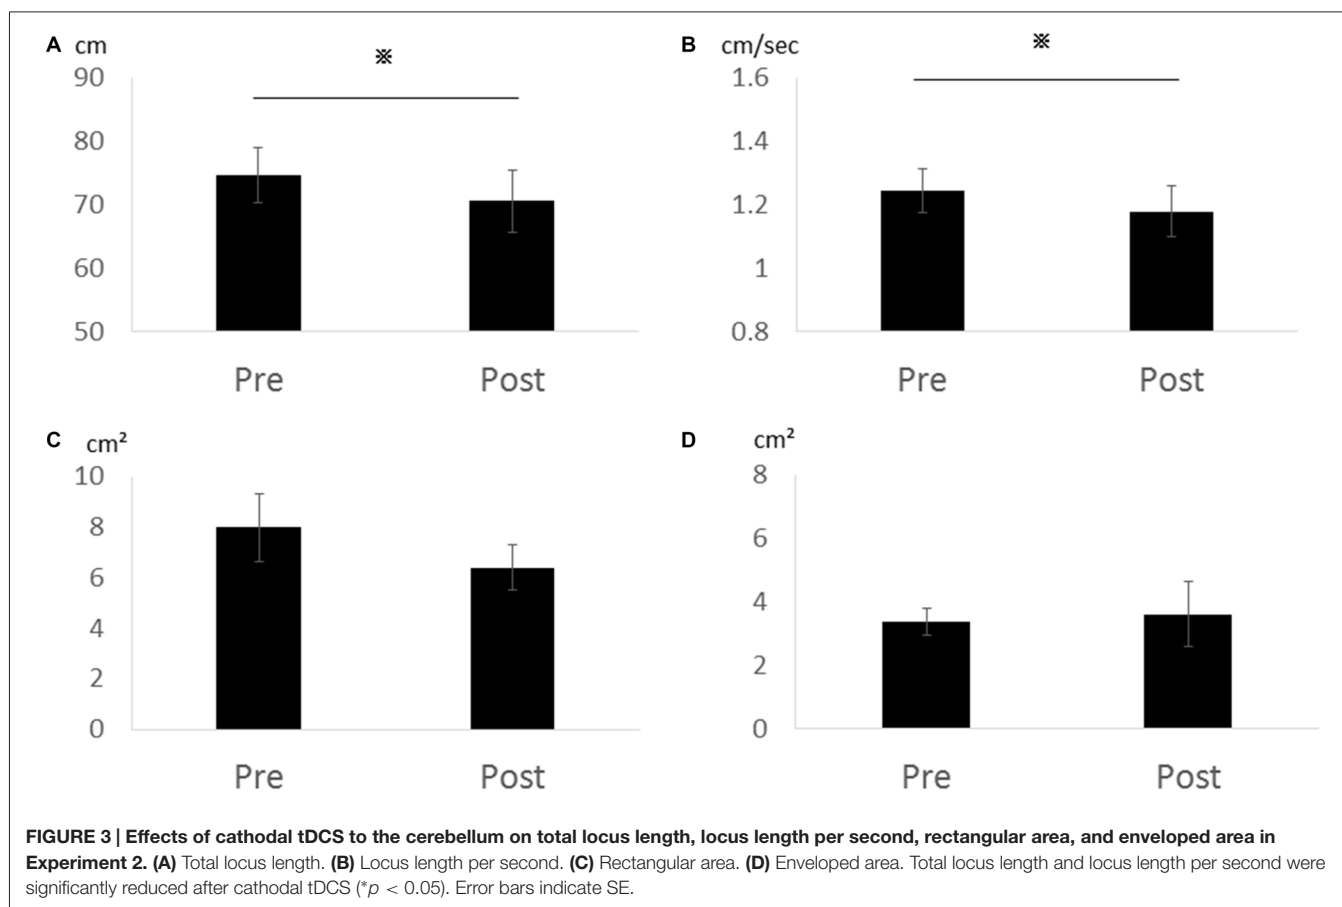 A cm
※
90
80
70
60
50
Pre Post
B cm/sec
※
1.6
1.4
1.2
1
0.8
Pre Post
C cm²
10
8
6
4
2
0
Pre Post
D cm²
8
6
4
2
0
Pre Post
FIGURE 3 | Effects of cathodal tDCS to the cerebellum on total locus length, locus length per second, rectangular area, and enveloped area in
Experiment 2. (A) Total locus length. (B) Locus length per second. (C) Rectangular area. (D) Enveloped area. Total locus length and locus length per second were
significantly reduced after cathodal tDCS (*p < 0.05). Error bars indicate SE.